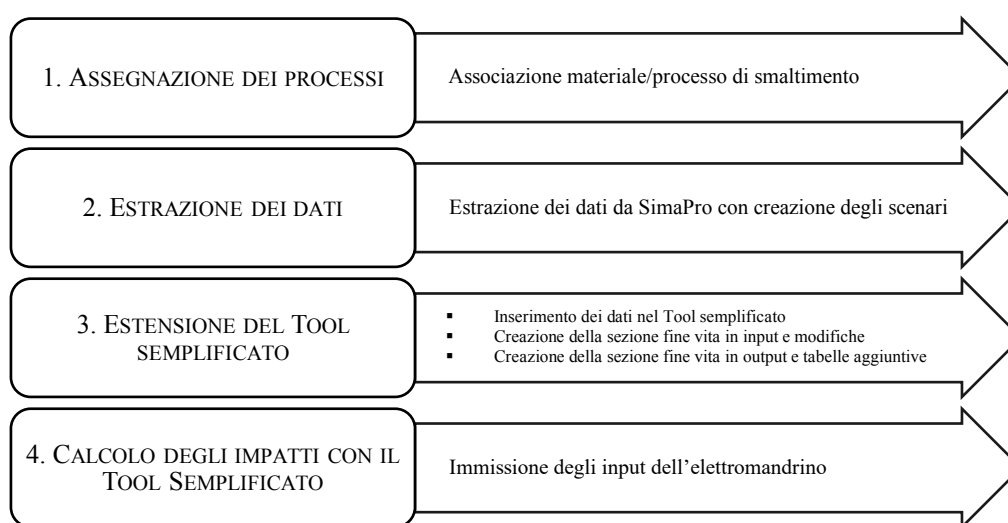 1. ASSEGNAZIONE DEI PROCESSI
Associazione materiale/processo di smaltimento
2. ESTRAZIONE DEI DATI
Estrazione dei dati da SimaPro con creazione degli scenari
3. ESTENSIONE DEL TOOL
SEMPLIFICATO
▪ Inserimento dei dati nel Tool semplificato
▪ Creazione della sezione fine vita in input e modifiche
▪ Creazione della sezione fine vita in output e tabelle aggiuntive
4. CALCOLO DEGLI IMPATTI CON IL
TOOL SEMPLIFICATO
Immissione degli input dell’elettromandrino